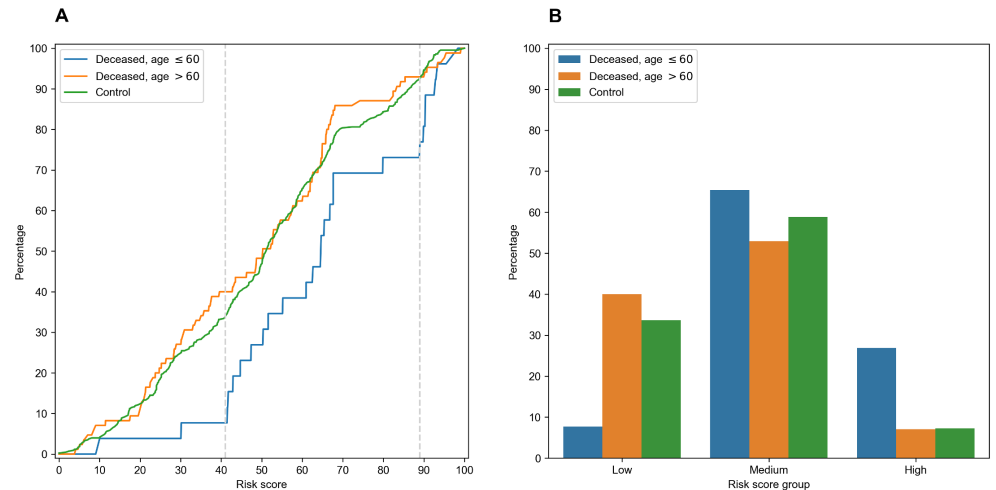 A
Deceased, age ≤ 60
Deceased, age > 60
Control
Percentage
100
90
80
70
60
50
40
30
20
10
0
0 10 20 30 40 50 60 70 80 90 100
Risk score
B
Deceased, age ≤ 60
Deceased, age > 60
Control
Percentage
100
90
80
70
60
50
40
30
20
10
0
Low Medium High
Risk score group